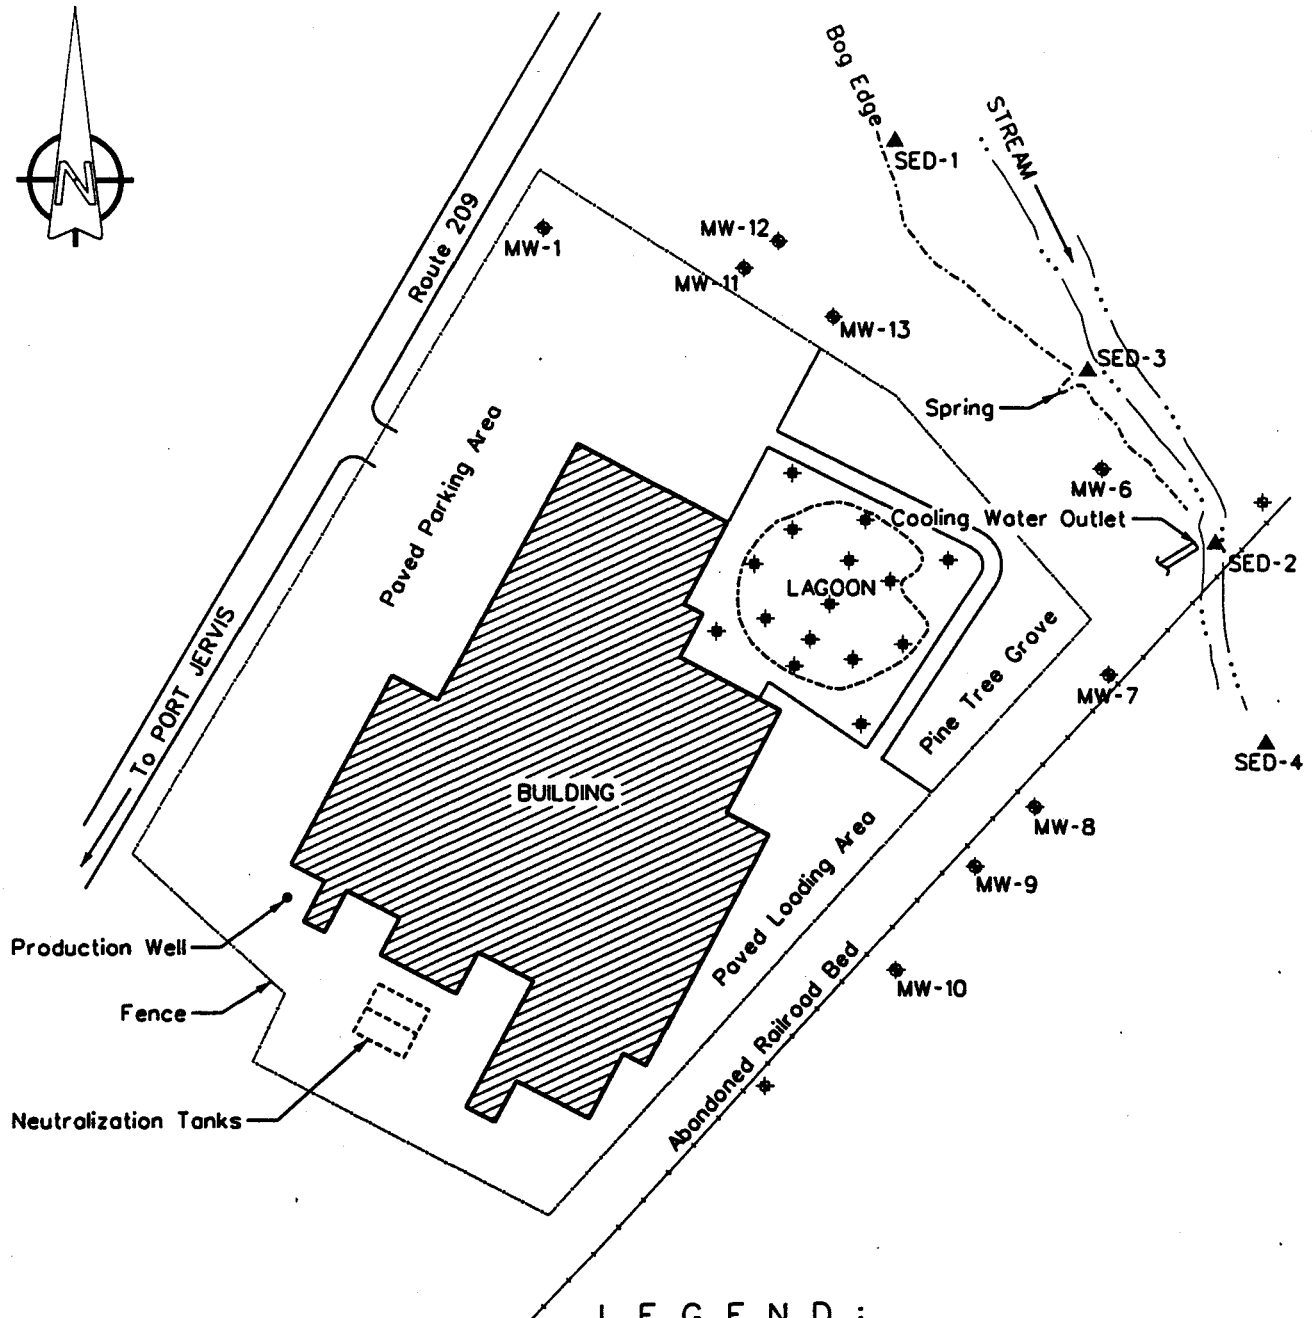 N
Bog Edge
STREAM
SED-1
Route 209
MW-12
MW-1
MW-11
MW-13
SED-3
Spring
Paved Parking Area
MW-6
Cooling Water Outlet
SED-2
LAGOON
To PORT JERVIS
Pine Tree Grove
MW-7
SED-4
BUILDING
MW-8
Paved Loading Area
MW-9
Production Well
Abandoned Railroad Bed
MW-10
Fence
Neutralization Tanks
LEGEND: